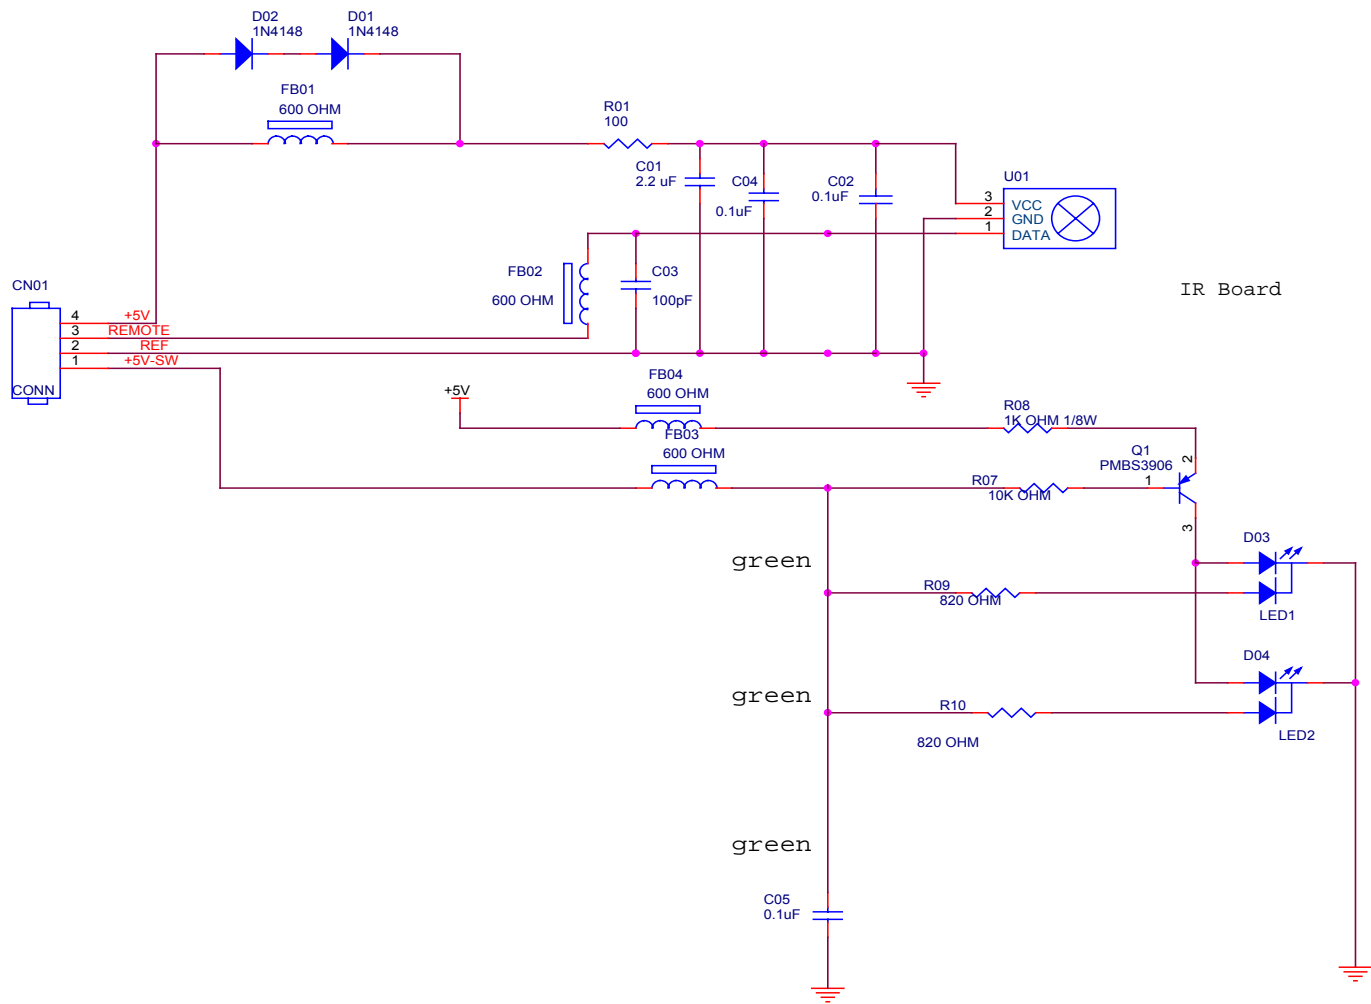 D02
1N4148
D01
1N4148
FB01
600 OHM
R01
100
C01
2.2 uF
C04
0.1uF
C02
0.1uF
U01
3
2
1
VCC
GND
DATA
FB02
600 OHM
C03
100pF
IR Board
CN01
4
3
2
1
+5V
REMOTE
REF
+5V-SW
CONN
+5V
FB04
600 OHM
FB03
600 OHM
R08
1K OHM 1/8W
Q1
PMBS3906
2
1
3
R07
10K OHM
green
D03
R09
820 OHM
LED1
D04
green
R10
820 OHM
LED2
green
C05
0.1uF